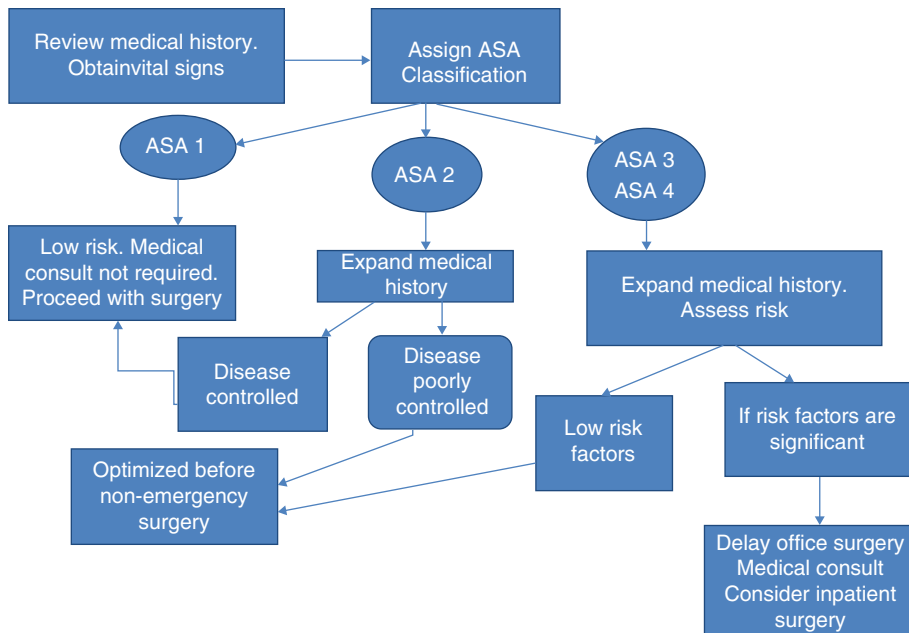 Review medical history.
Obtainvital signs
Assign ASA
Classification
ASA 1
ASA 2
ASA 3
ASA 4
Low risk. Medical
consult not required.
Proceed with surgery
Expand medical
history
Expand medical history.
Assess risk
Disease
controlled
Disease
poorly
controlled
Low risk
factors
If risk factors are
significant
Optimized before
non-emergency
surgery
Delay office surgery
Medical consult
Consider inpatient
surgery